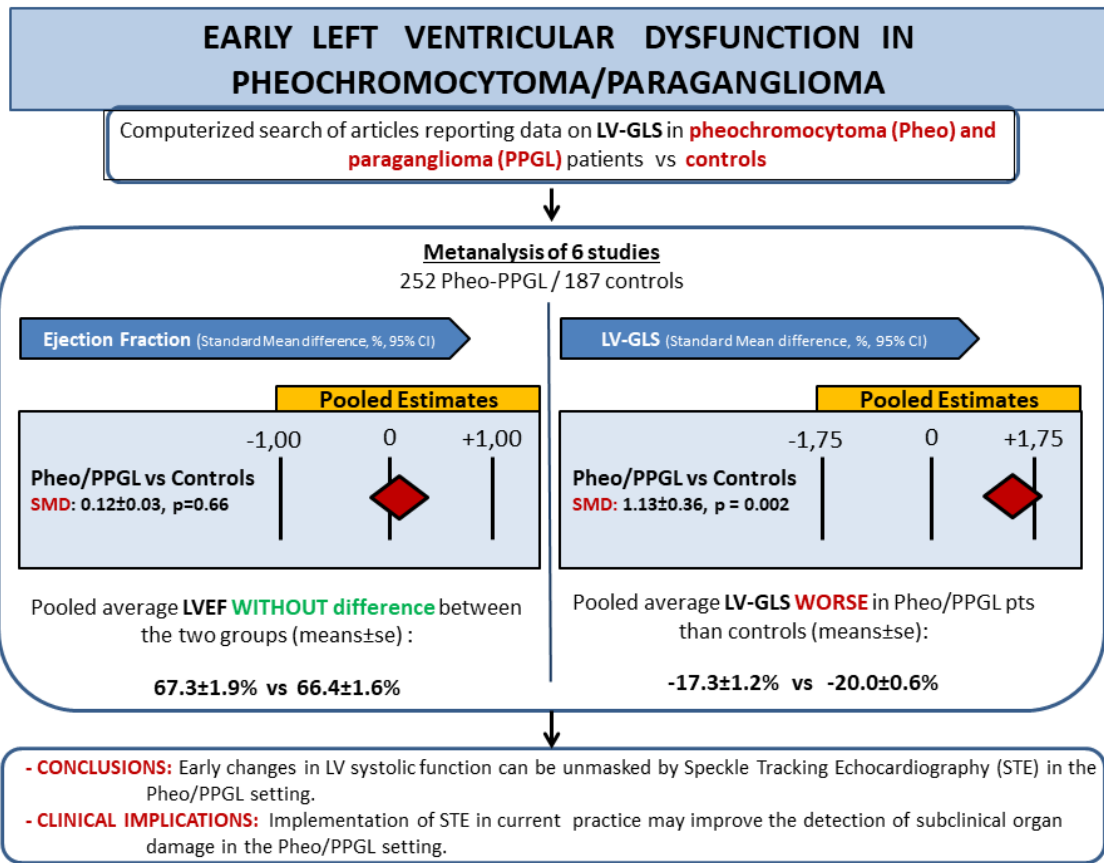 EARLY LEFT VENTRICULAR DYSFUNCTION IN
PHEOCHROMOCYTOMA/PARAGANGLIOMA
Computerized search of articles reporting data on LV-GLS in pheochromocytoma (Pheo) and
paraganglioma (PPGL) patients vs controls
Metanalysis of 6 studies
252 Pheo-PPGL / 187 controls
Ejection Fraction (Standard Mean difference, %, 95% CI)
Pooled Estimates
-1,00 0 +1,00
Pheo/PPGL vs Controls
SMD: 0.12±0.03, p=0.66
Pooled average LVEF WITHOUT difference between
the two groups (means±se) :
67.3±1.9% vs 66.4±1.6%
LV-GLS (Standard Mean difference, %, 95% CI)
Pooled Estimates
-1,75 0 +1,75
Pheo/PPGL vs Controls
SMD: 1.13±0.36, p = 0.002
Pooled average LV-GLS WORSE in Pheo/PPGL pts
than controls (means±se):
-17.3±1.2% vs -20.0±0.6%
- CONCLUSIONS: Early changes in LV systolic function can be unmasked by Speckle Tracking Echocardiography (STE) in the
Pheo/PPGL setting.
- CLINICAL IMPLICATIONS: Implementation of STE in current practice may improve the detection of subclinical organ
damage in the Pheo/PPGL setting.